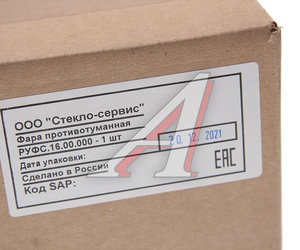 ООО "Стекло-сервис"
Фара противотуманная
РУФС.16.00.000 - 1 шт
Дата упаковки: 20. 12. 2021
Сделано в России
Код SAP:
ЕАС